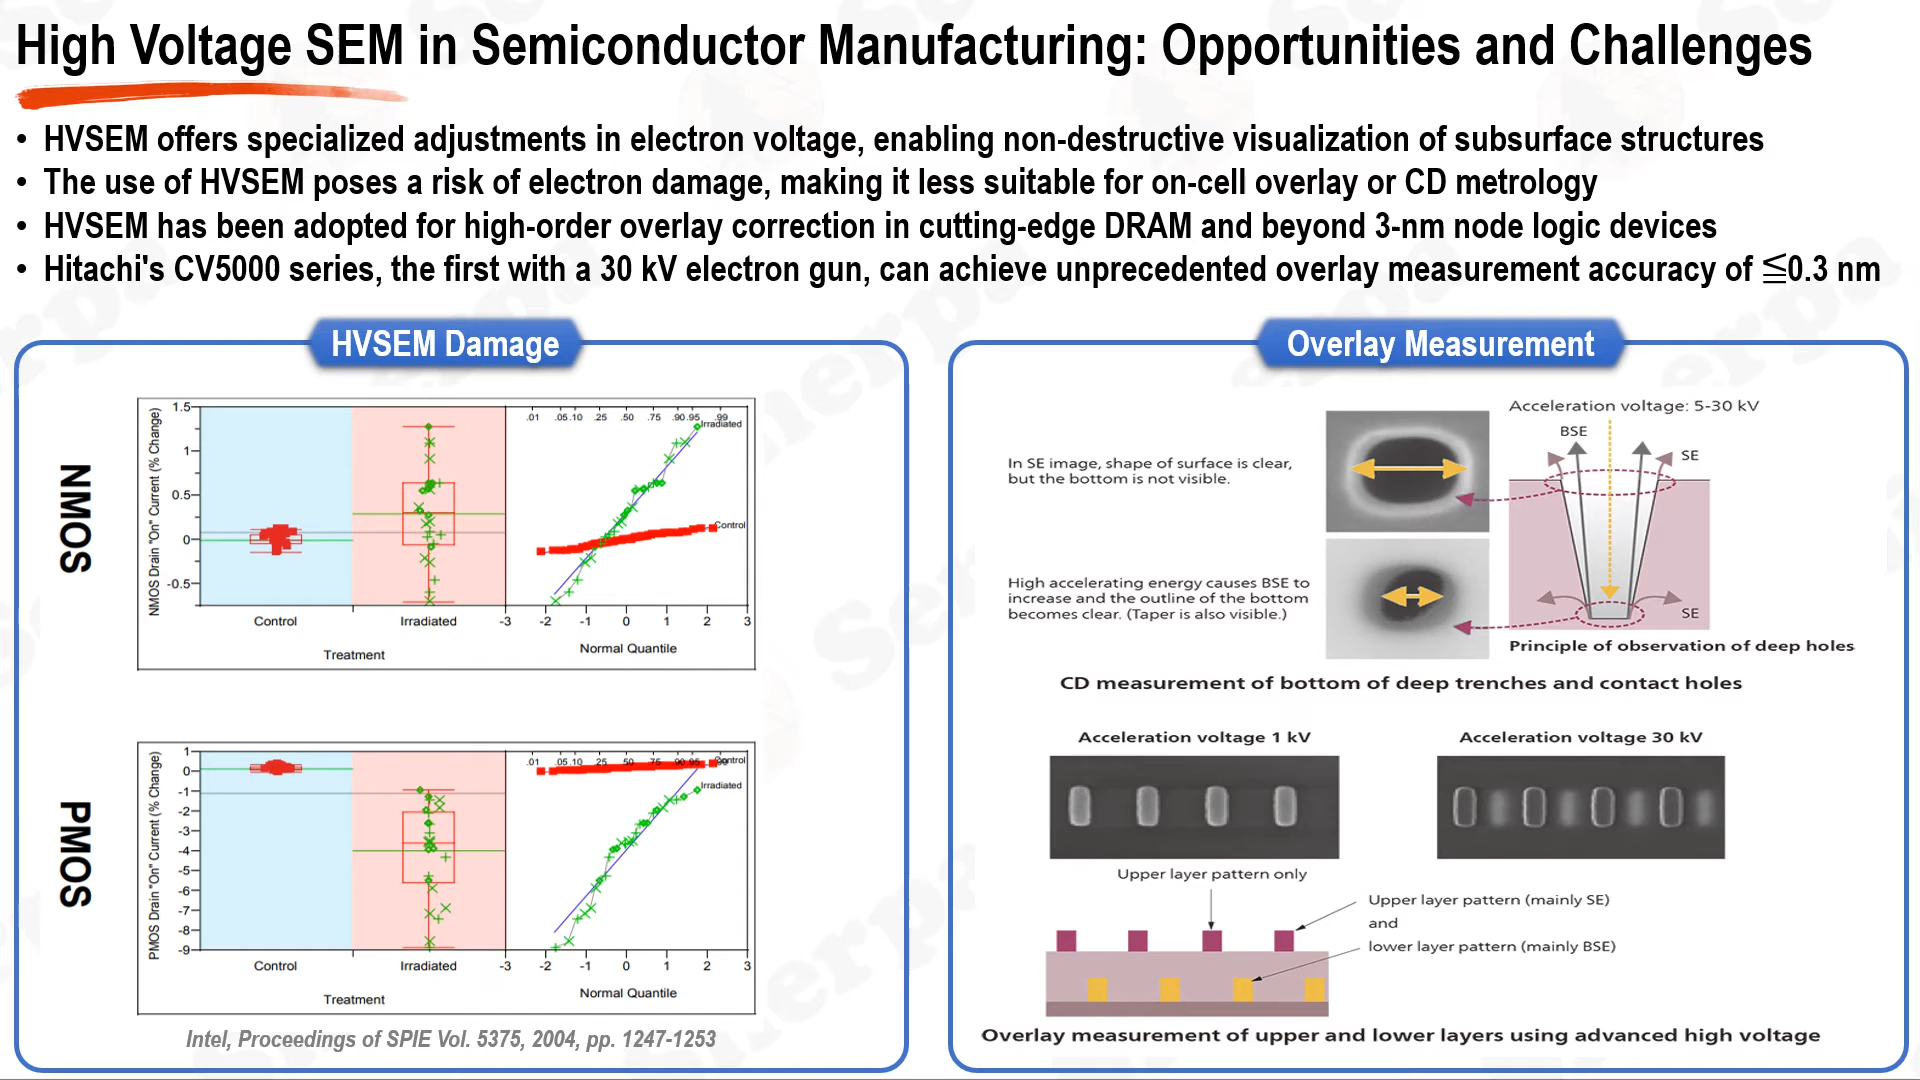 High Voltage SEM in Semiconductor Manufacturing: Opportunities and Challenges
• HVSEM offers specialized adjustments in electron voltage, enabling non-destructive visualization of subsurface structures
• The use of HVSEM poses a risk of electron damage, making it less suitable for on-cell overlay or CD metrology
• HVSEM has been adopted for high-order overlay correction in cutting-edge DRAM and beyond 3-nm node logic devices
• Hitachi's CV5000 series, the first with a 30 kV electron gun, can achieve unprecedented overlay measurement accuracy of ≦0.3 nm
HVSEM Damage
NMOS
NMOS Drain "On" Current (% Change)
1.5
1
0.5
0
-0.5
.01 .05 .10 .25 .50 .75 .90 .95 .99
Irradiated
Control
Control Irradiated
-3 -2 -1 0 1 2 3
Treatment
Normal Quantile
PMOS
PMOS Drain "On" Current (% Change)
1
0
-1
-2
-3
-4
-5
-6
-7
-8
-9
.01 .05 .10 .25 .50 .75 .90 .95 .99
Control
Irradiated
Control Irradiated
-3 -2 -1 0 1 2 3
Treatment
Normal Quantile
Intel, Proceedings of SPIE Vol. 5375, 2004, pp. 1247-1253
Overlay Measurement
Acceleration voltage: 5-30 kV
BSE
SE
In SE image, shape of surface is clear,
but the bottom is not visible.
High accelerating energy causes BSE to
increase and the outline of the bottom
becomes clear. (Taper is also visible.)
SE
Principle of observation of deep holes
CD measurement of bottom of deep trenches and contact holes
Acceleration voltage 1 kV
Acceleration voltage 30 kV
Upper layer pattern only
Upper layer pattern (mainly SE)
and
lower layer pattern (mainly BSE)
Overlay measurement of upper and lower layers using advanced high voltage